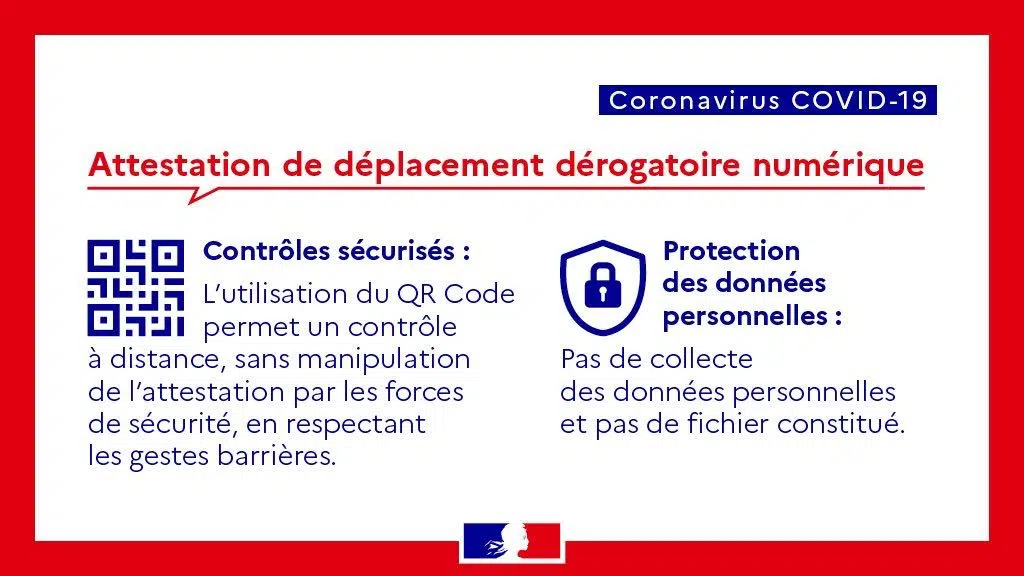 Coronavirus COVID-19
Attestation de déplacement dérogatoire numérique
Contrôles sécurisés :
L’utilisation du QR Code
permet un contrôle
à distance, sans manipulation
de l’attestation par les forces
de sécurité, en respectant
les gestes barrières.
Protection
des données
personnelles :
Pas de collecte
des données personnelles
et pas de fichier constitué.